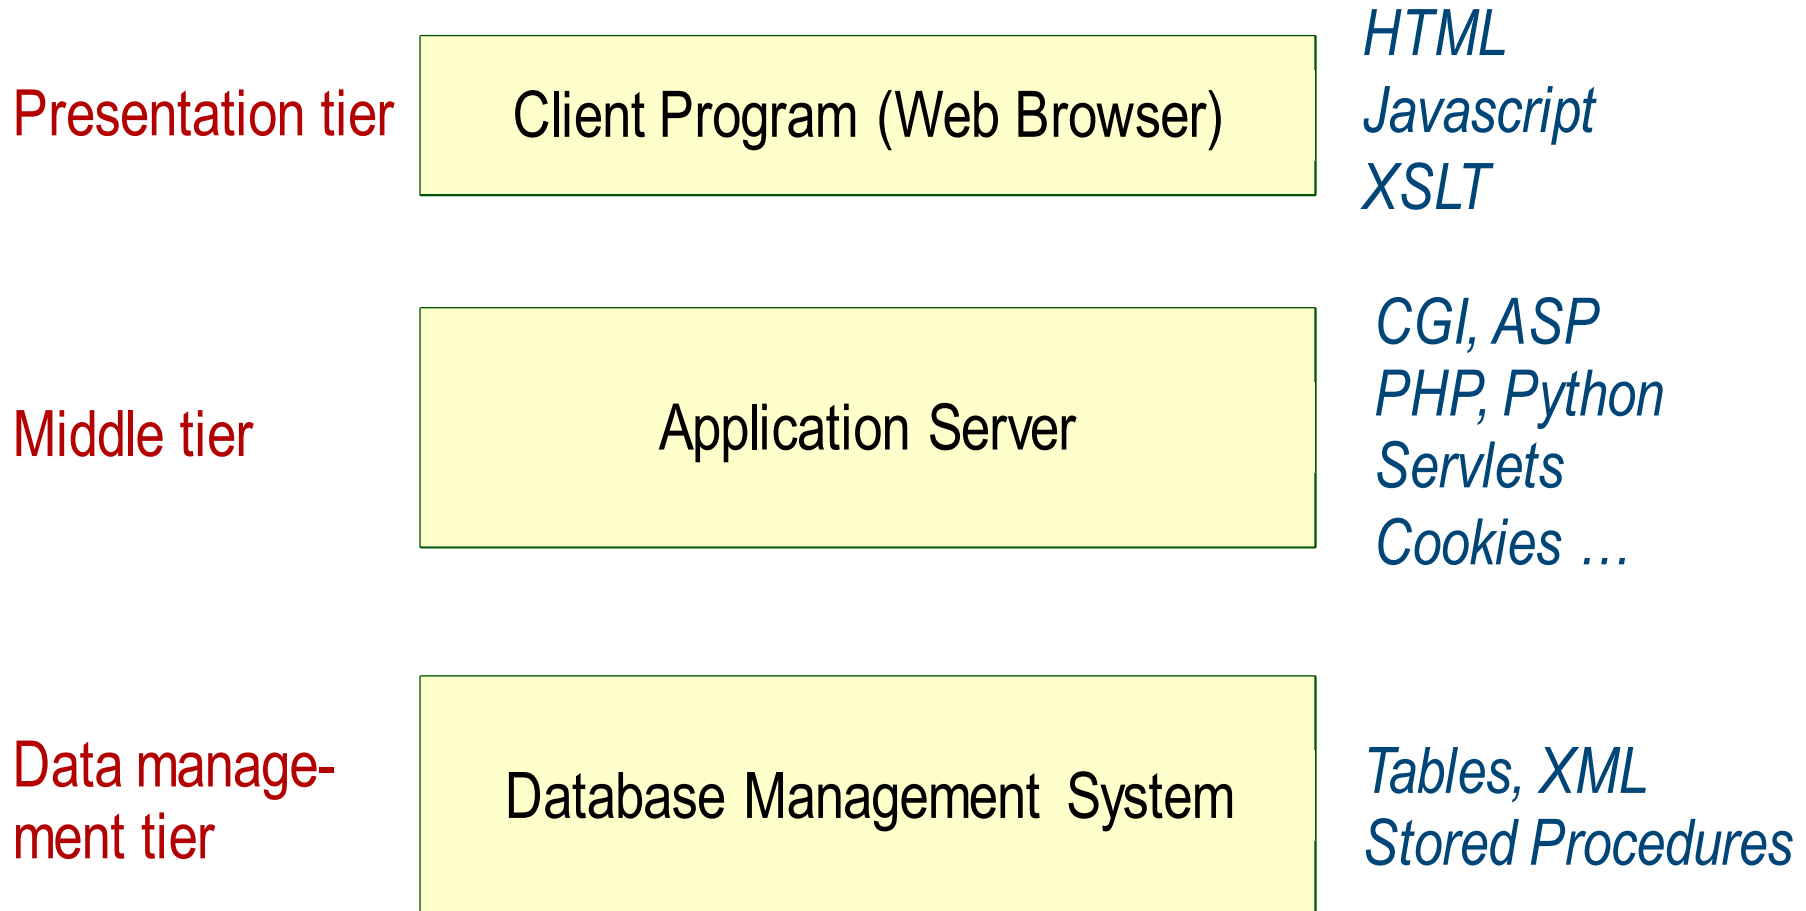 Presentation tier
Client Program (Web Browser)
HTML
Javascript
XSLT
Middle tier
Application Server
CGI, ASP
PHP, Python
Servlets
Cookies …
Data manage-
ment tier
Database Management System
Tables, XML
Stored Procedures